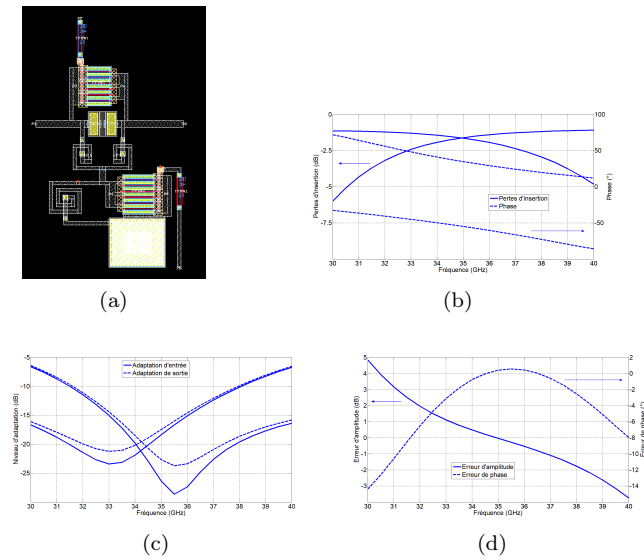 (a)
0
-2.5
-5
-7.5
100
50
0
-50
Pertes d'insertion (dB)
Phase (°)
Pertes d'insertion
Phase
30 31 32 33 34 35 36 37 38 39 40
Fréquence (GHz)
(b)
-5
-10
-15
-20
-25
Niveau d'adaptation (dB)
Adaptation d'entrée
Adaptation de sortie
30 31 32 33 34 35 36 37 38 39 40
Fréquence (GHz)
(c)
5
4
3
2
1
0
-1
-2
-3
2
0
-2
-4
-6
-8
-10
-12
-14
Erreur d'amplitude (dB)
Erreur de phase (°)
Erreur d'amplitude
Erreur de phase
30 31 32 33 34 35 36 37 38 39 40
Fréquence (GHz)
(d)